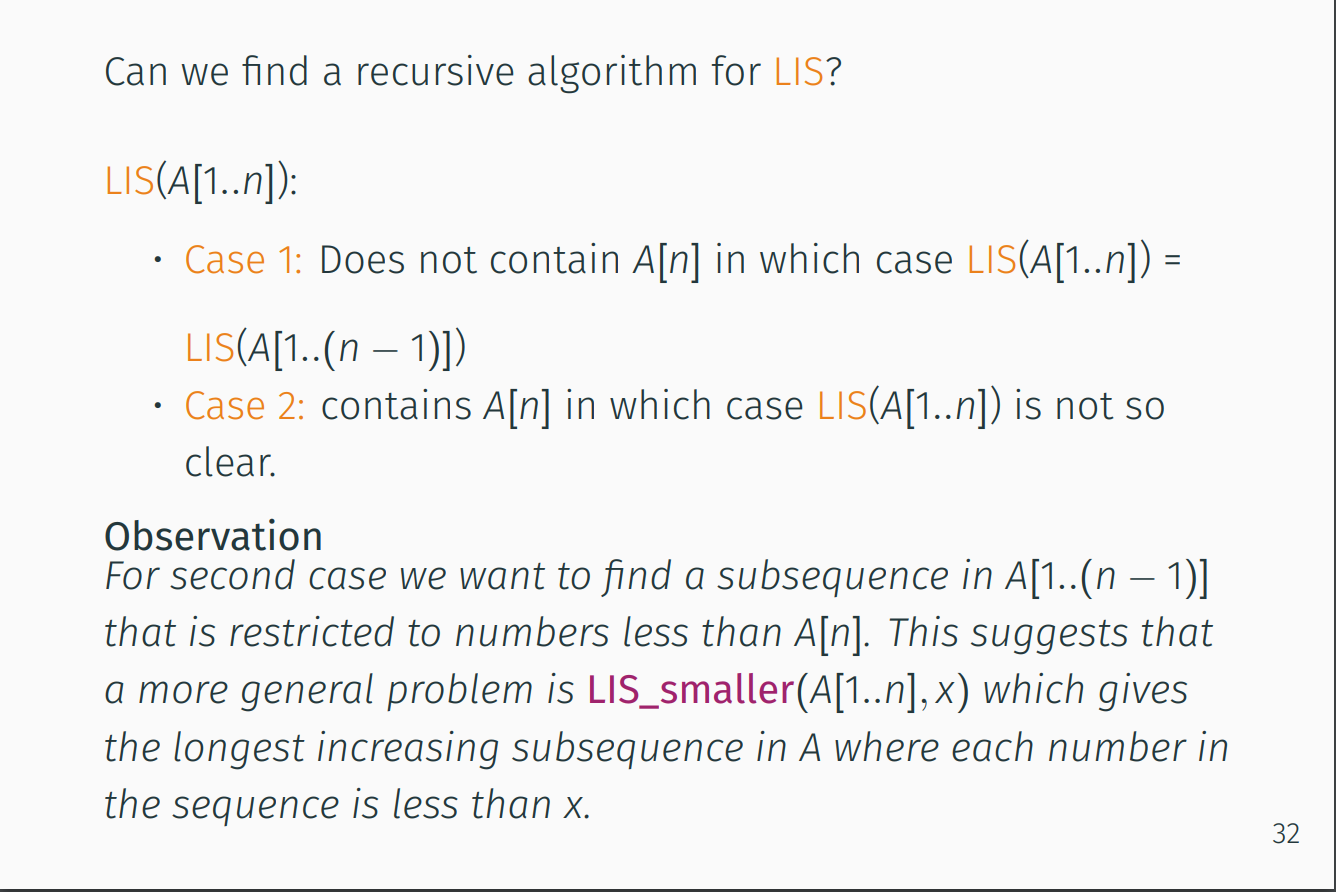 Can we find a recursive algorithm for LIS?
LIS(A[1..n]):
• Case 1: Does not contain A[n] in which case LIS(A[1..n]) =
LIS(A[1..(n − 1)])
• Case 2: contains A[n] in which case LIS(A[1..n]) is not so
clear.
Observation
For second case we want to find a subsequence in A[1..(n − 1)]
that is restricted to numbers less than A[n]. This suggests that
a more general problem is LIS_smaller(A[1..n], x) which gives
the longest increasing subsequence in A where each number in
the sequence is less than x.
32